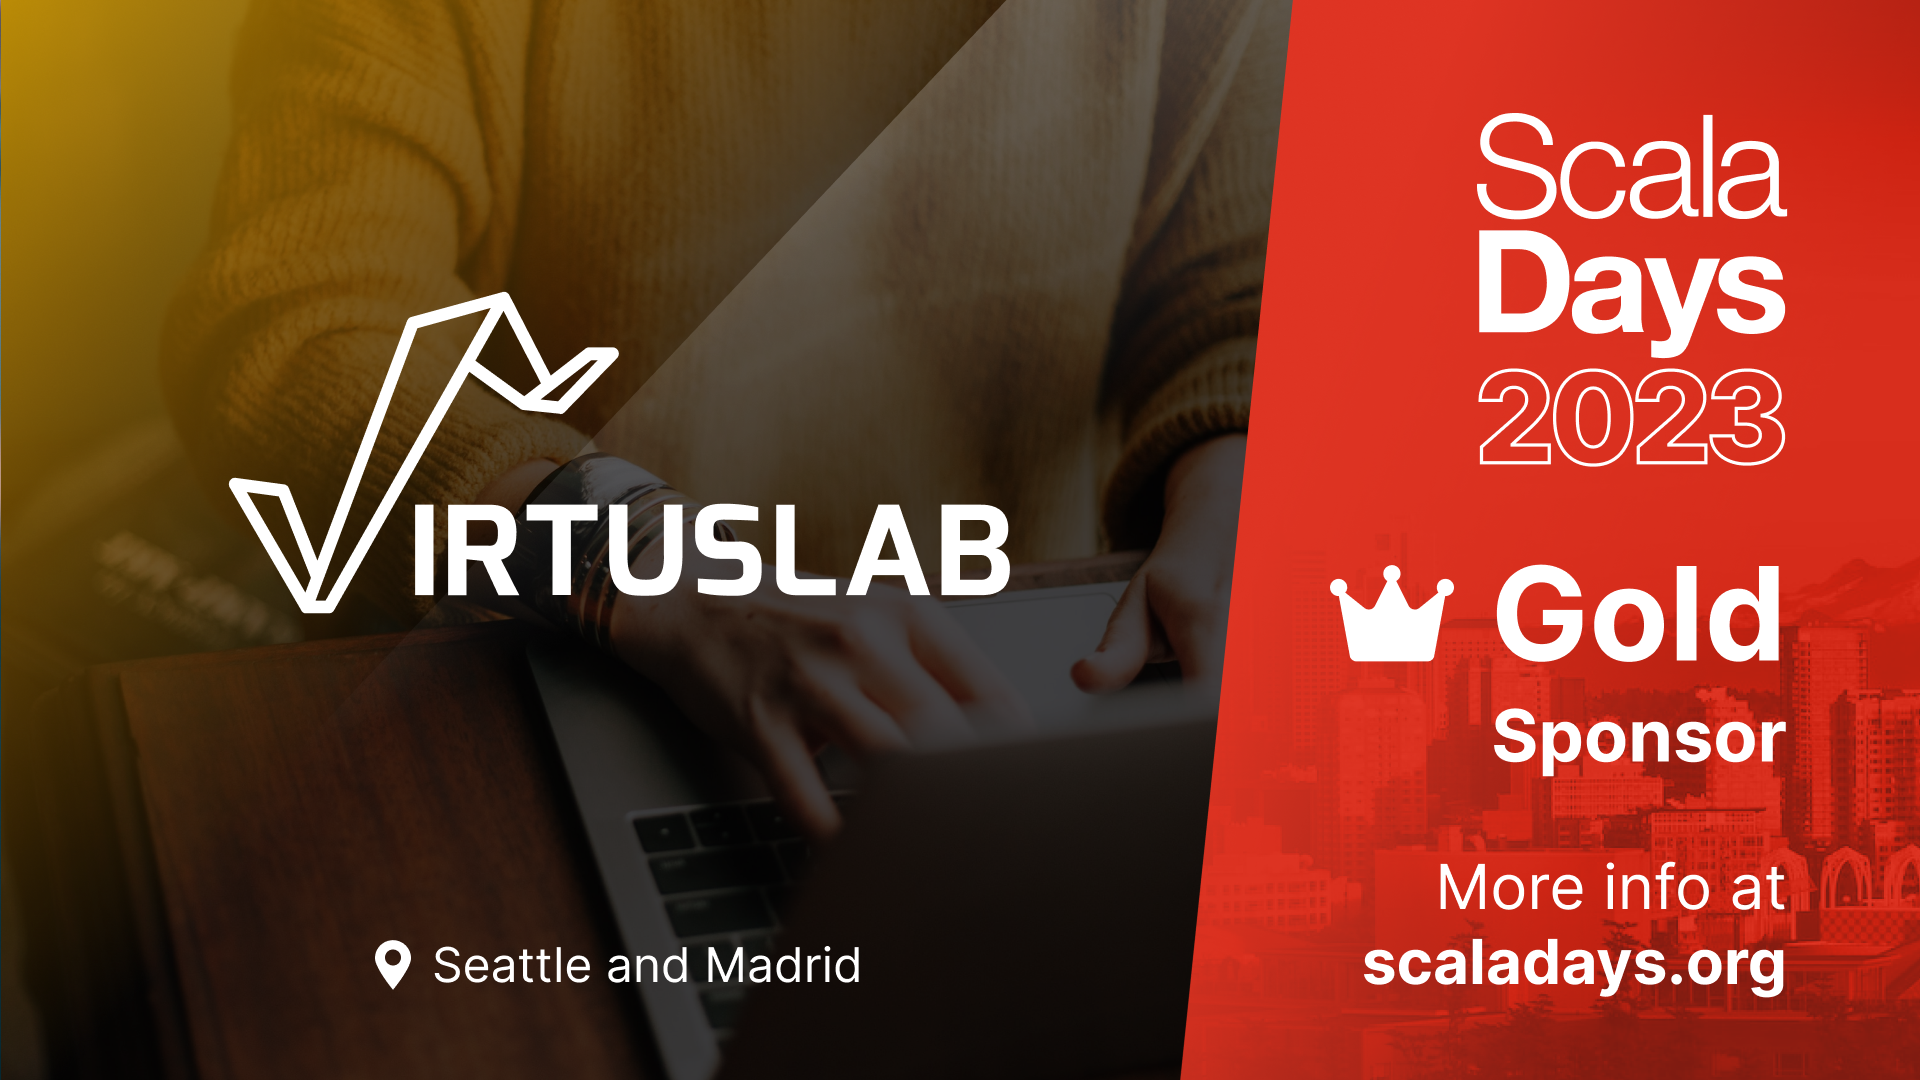 VIRTUSLAB
Seattle and Madrid
Scala
Days
2023
Gold
Sponsor
More info at
scaladays.org